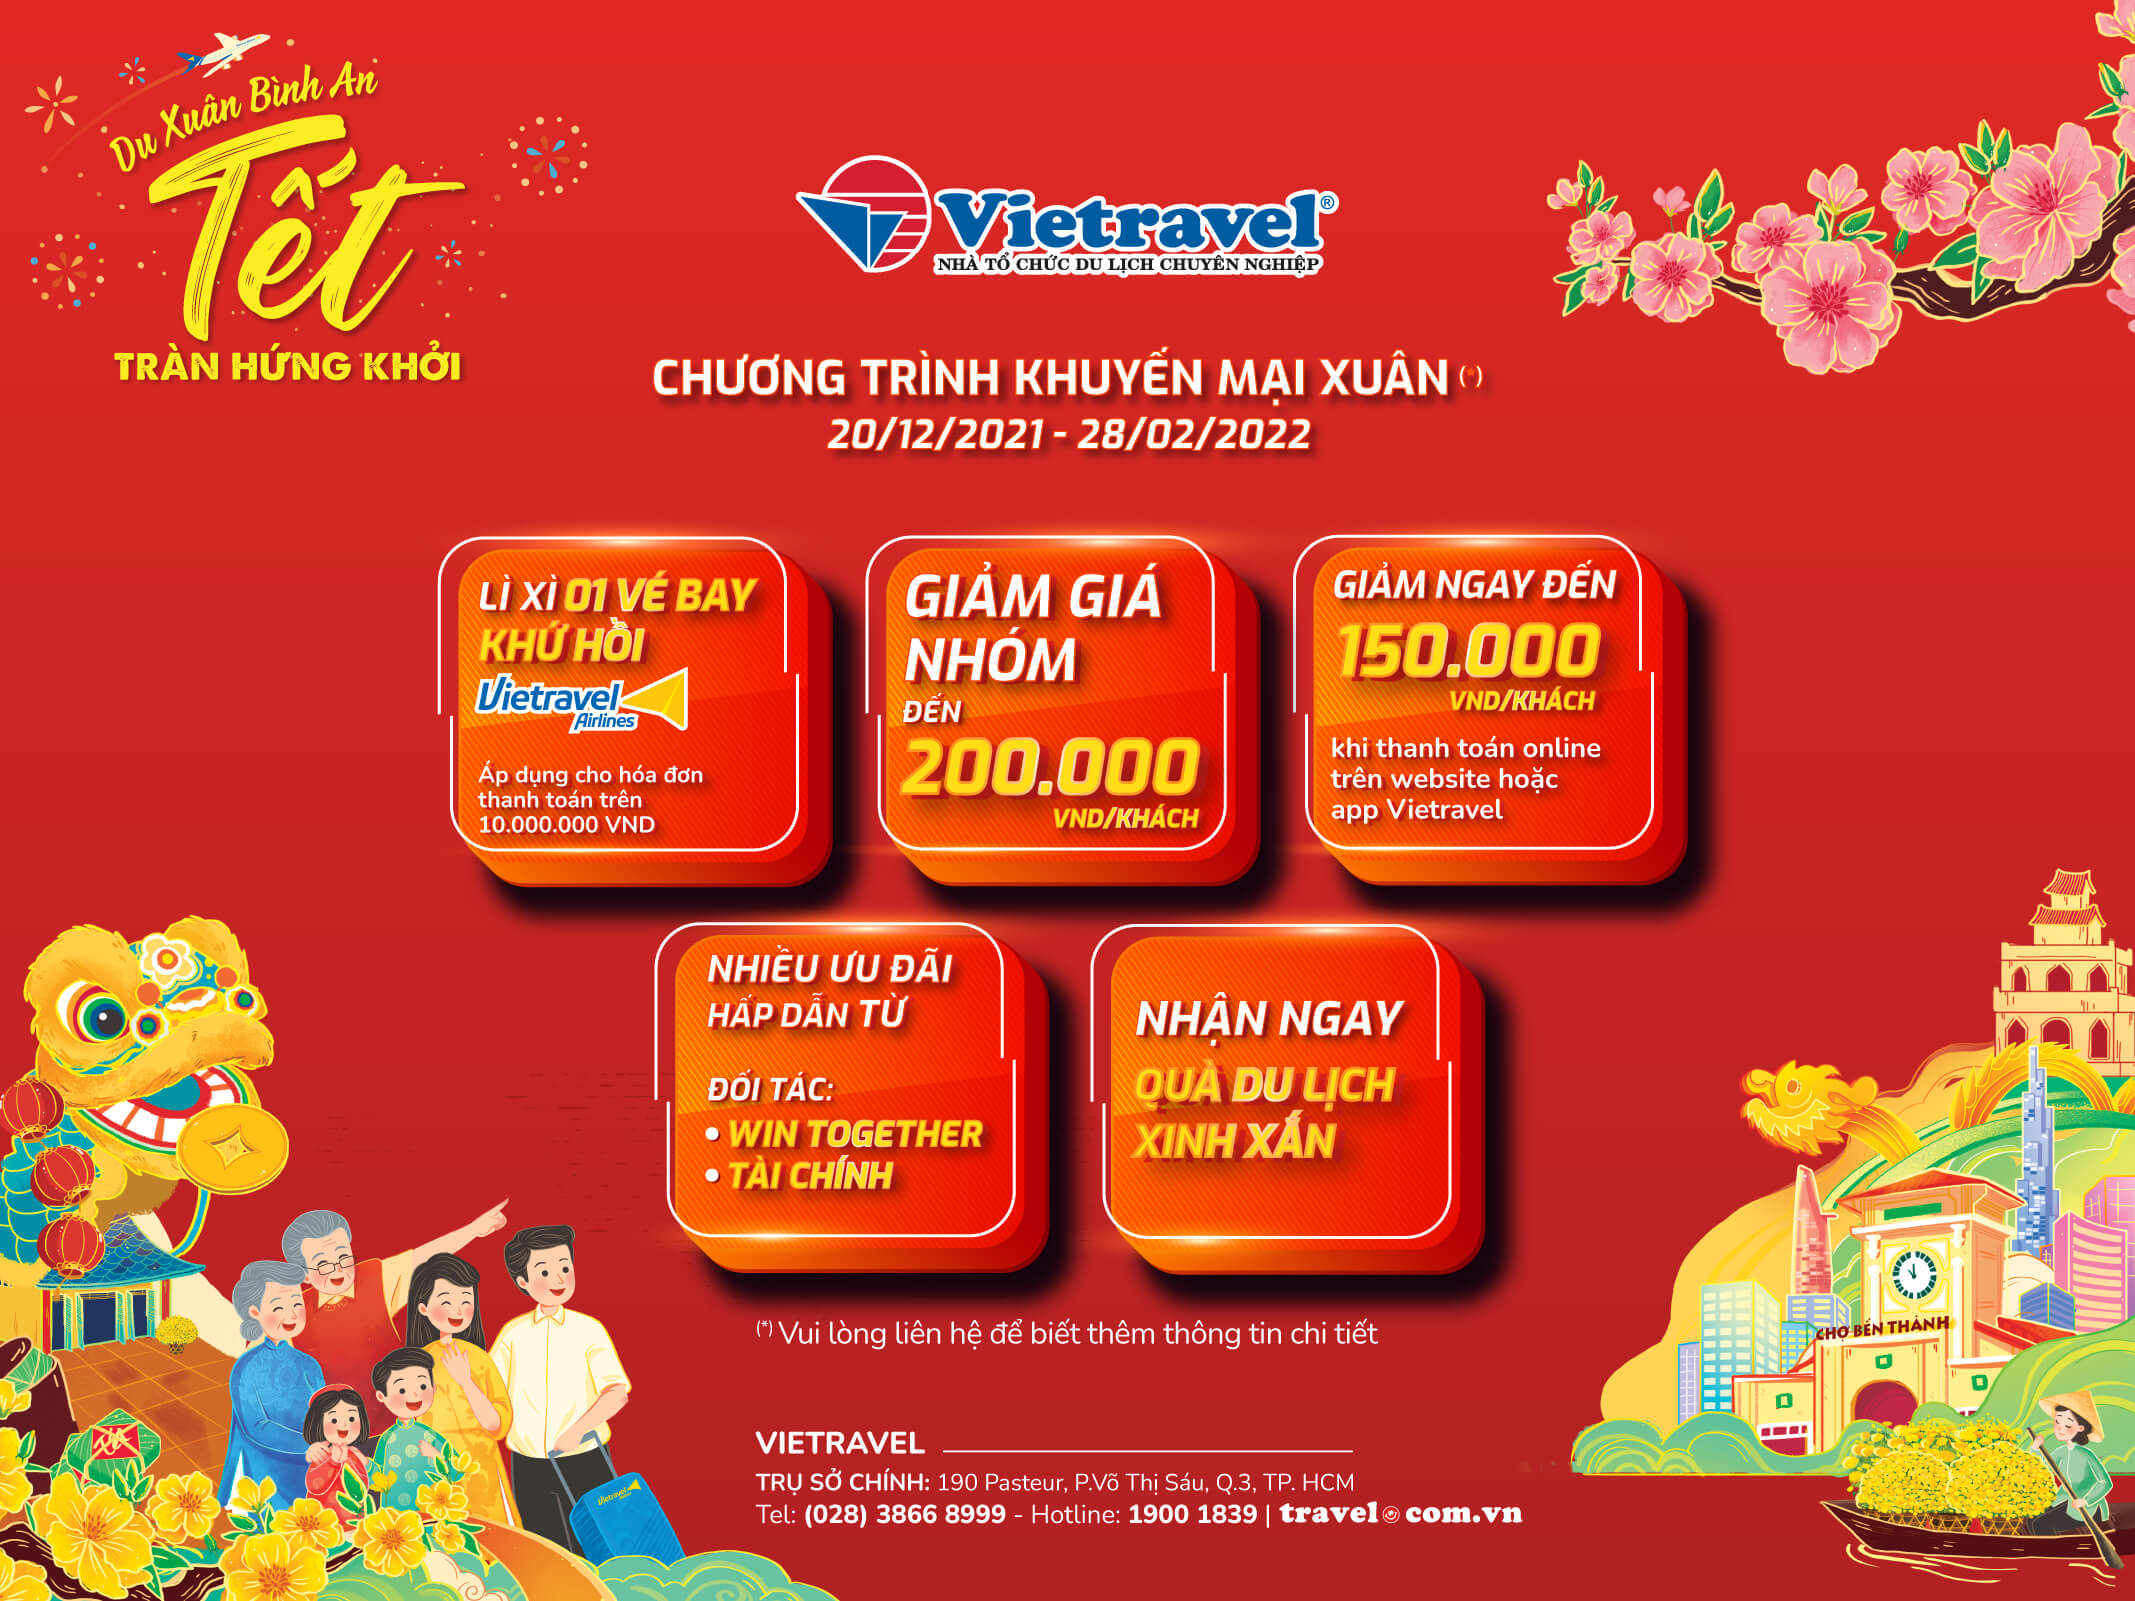 Du Xuân Bình An
Tết
TRÀN HỨNG KHỞI
Vietravel®
NHÀ TỔ CHỨC DU LỊCH CHUYÊN NGHIỆP
CHƯƠNG TRÌNH KHUYẾN MẠI XUÂN (*)
20/12/2021 - 28/02/2022
LÌ XÌ 01 VÉ BAY
KHỨ HỒI
Vietravel
Airlines
Áp dụng cho hóa đơn
thanh toán trên
10.000.000 VND
GIẢM GIÁ
NHÓM
ĐẾN
200.000
VND/KHÁCH
GIẢM NGAY ĐẾN
150.000
VND/KHÁCH
khi thanh toán online
trên website hoặc
app Vietravel
NHIỀU ƯU ĐÃI
HẤP DẪN TỪ
ĐỐI TÁC:
• WIN TOGETHER
• TÀI CHÍNH
NHẬN NGAY
QUÀ DU LỊCH
XINH XẮN
CHỢ BẾN THÀNH
(*) Vui lòng liên hệ để biết thêm thông tin chi tiết
VIETRAVEL
TRỤ SỞ CHÍNH: 190 Pasteur, P.Võ Thị Sáu, Q.3, TP. HCM
Tel: (028) 3866 8999 - Hotline: 1900 1839 | travel.com.vn
Vietravel